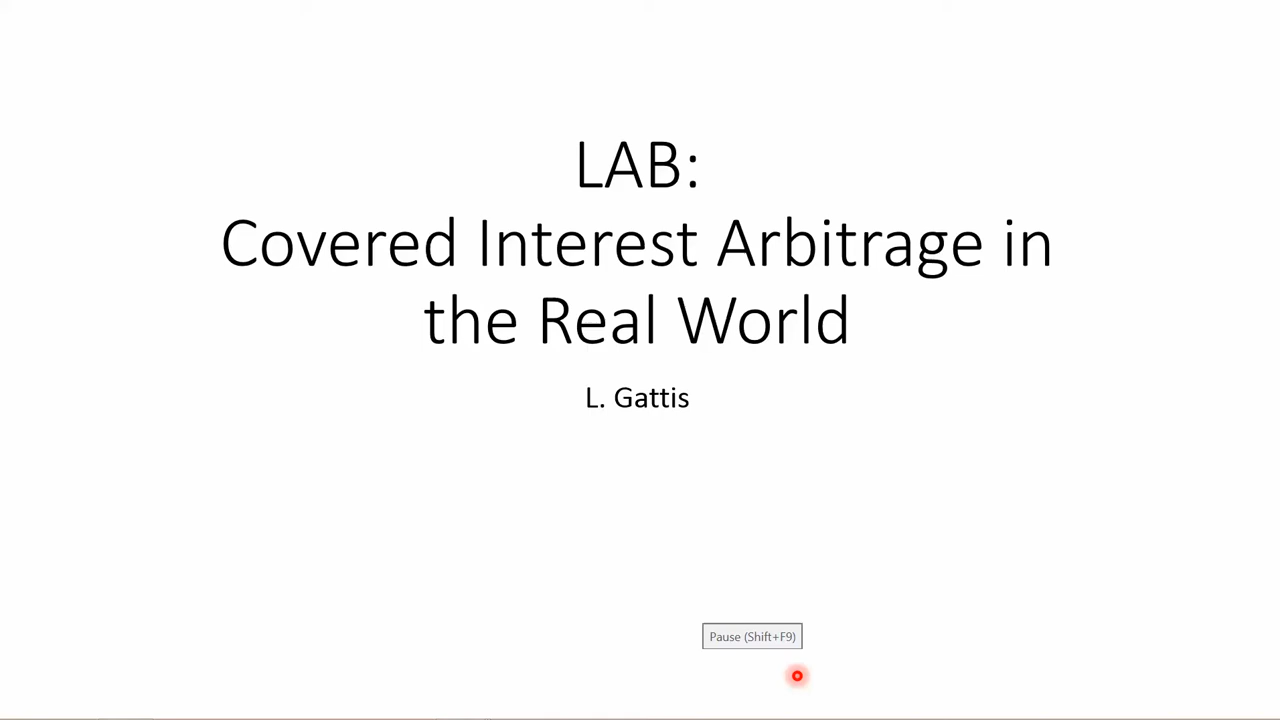 LAB:
Covered Interest Arbitrage in
the Real World
L. Gattis
Pause (Shift+F9)